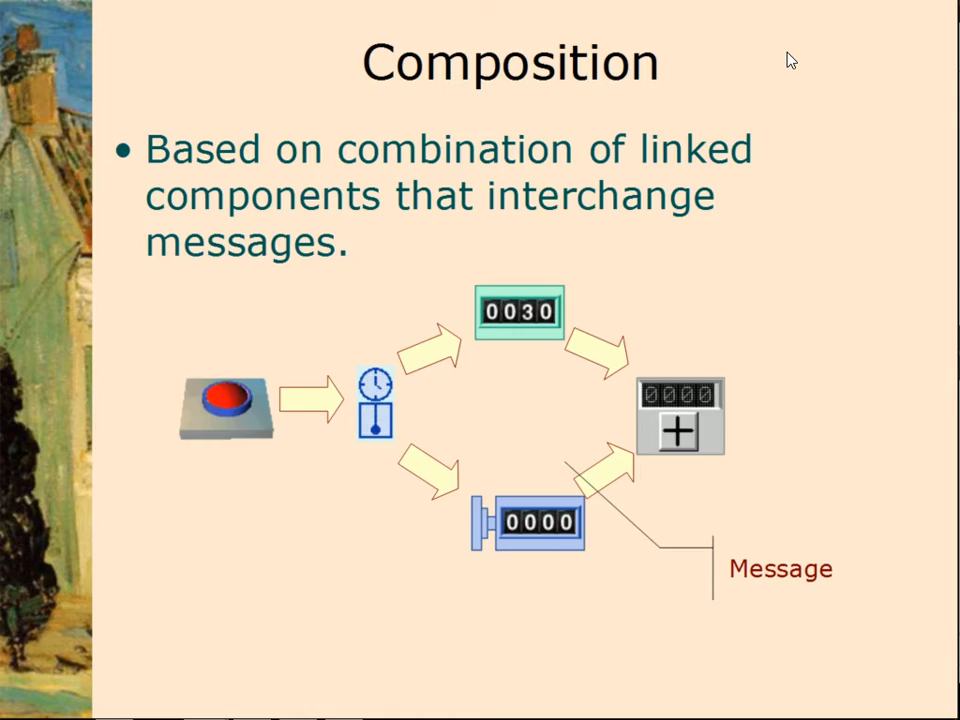 Composition
• Based on combination of linked
components that interchange
messages.
0030
0000
+
0000
Message